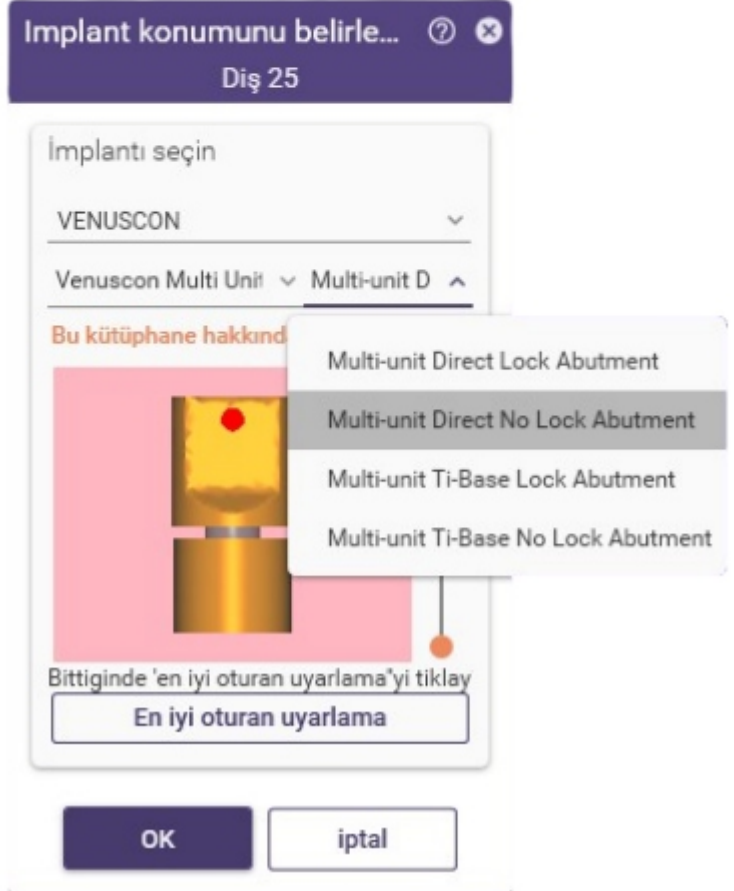 Implant konumunu belirle...
Diş 25
İmplantı seçin
VENUSCON
Venuscon Multi Unit
Multi-unit D
Bu kütüphane hakkınd
Multi-unit Direct Lock Abutment
Multi-unit Direct No Lock Abutment
Multi-unit Ti-Base Lock Abutment
Multi-unit Ti-Base No Lock Abutment
Bittiginde 'en iyi oturan uyarlama"yi tiklay
En iyi oturan uyarlama
OK
iptal